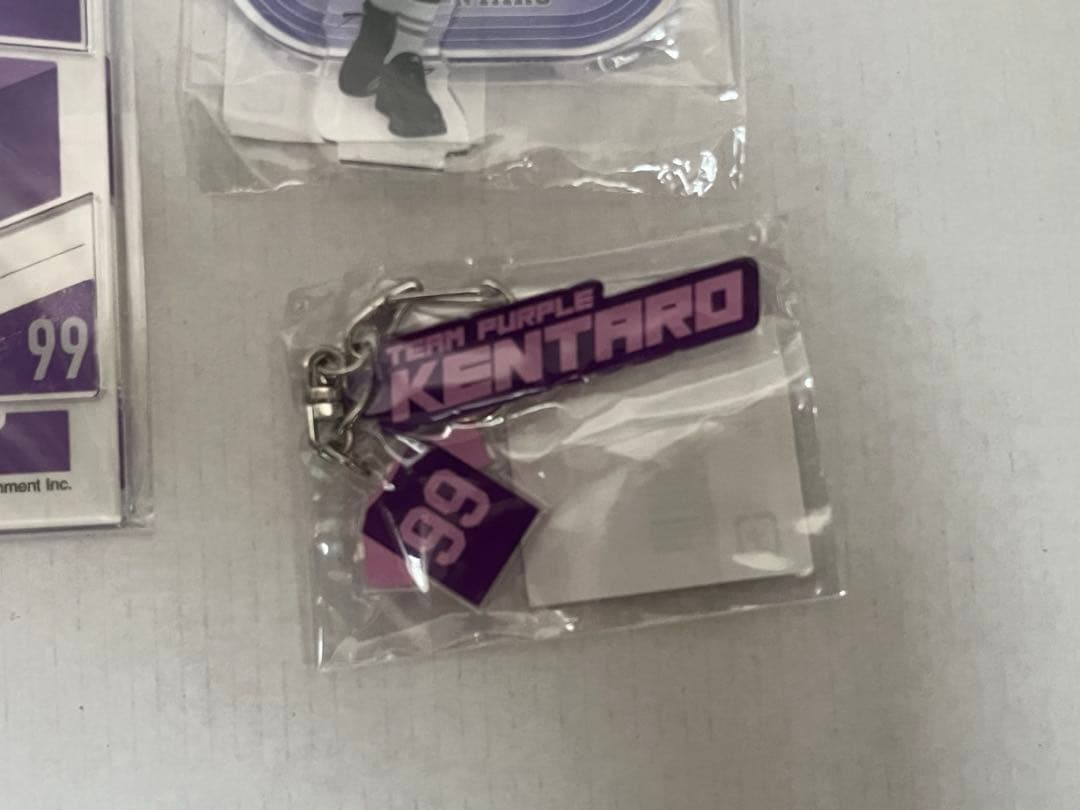 99
nment Inc.
TEAM PURPLE
KENTARO
99